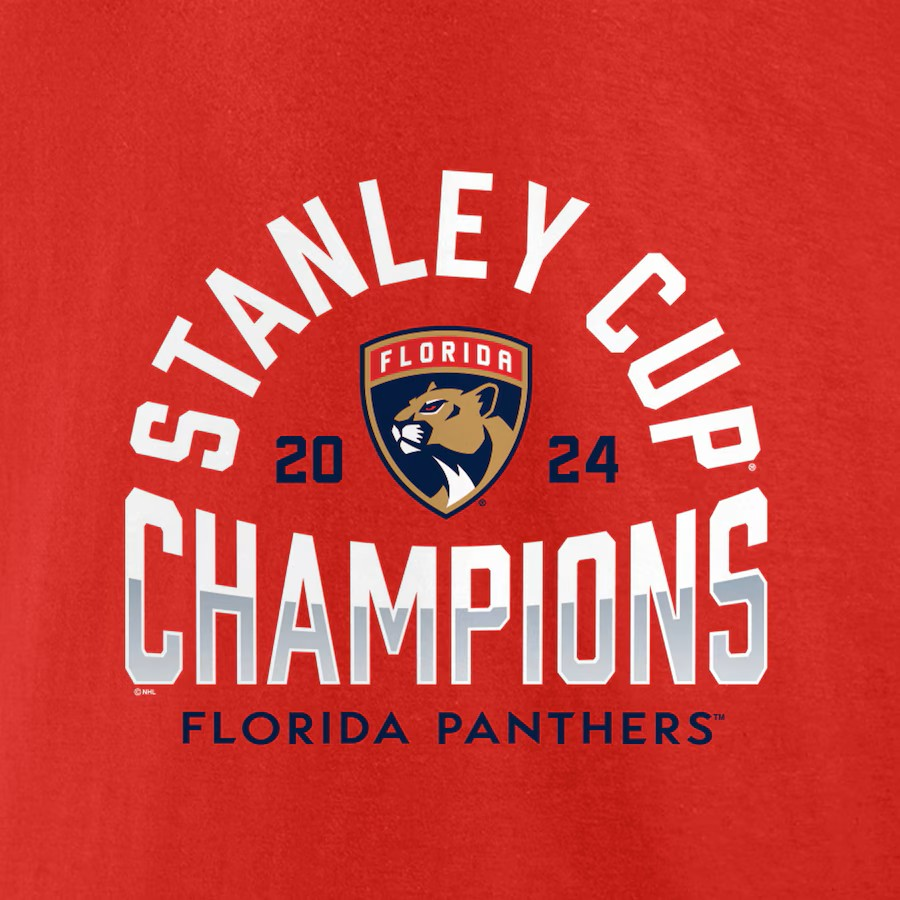 STANLEY CUP®
FLORIDA
20 24
®
CHAMPIONS
© NHL
FLORIDA PANTHERS™